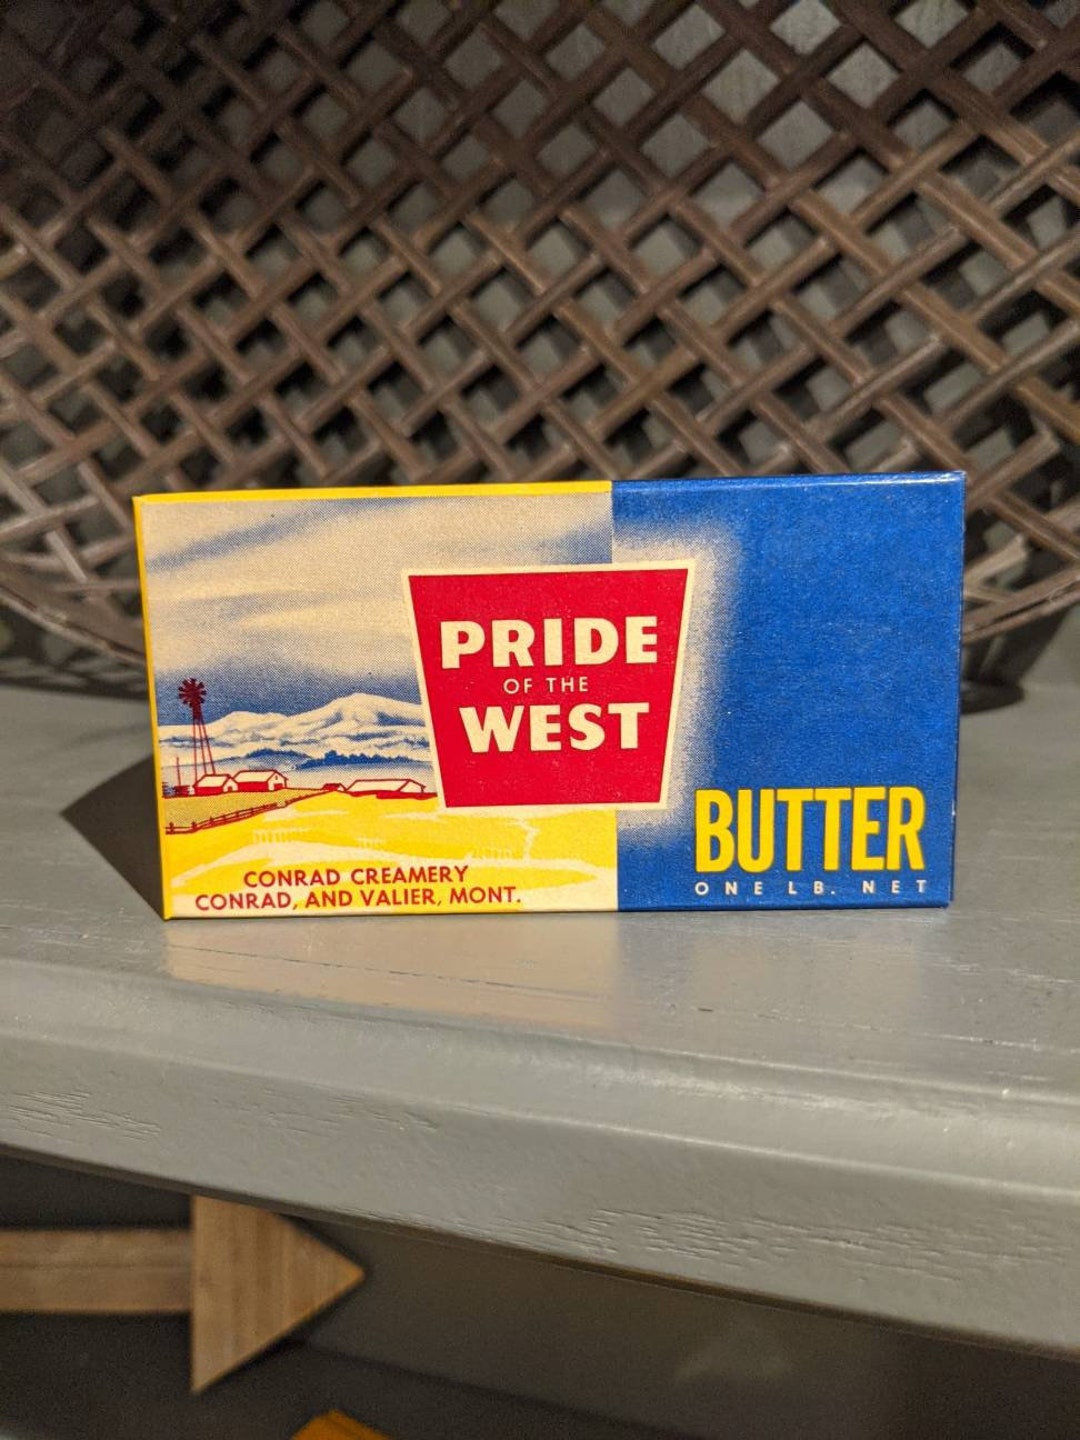 PRIDE
OF THE
WEST
BUTTER
ONE LB. NET
CONRAD CREAMERY
CONRAD, AND VALIER, MONT.